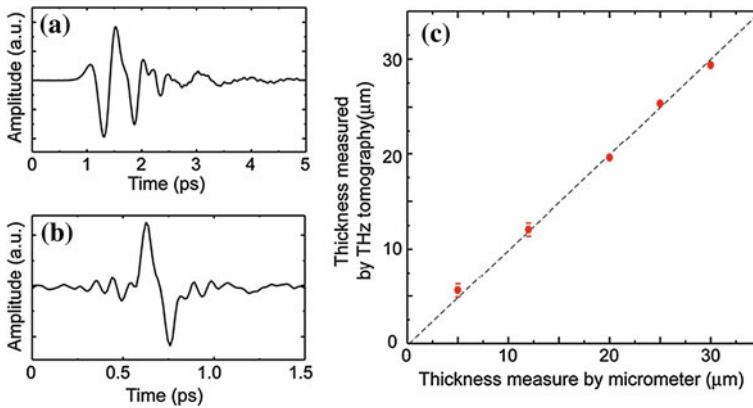 (a)
Amplitude (a.u.)
0 1 2 3 4 5
Time (ps)
(b)
Amplitude (a.u.)
0 0.5 1.0 1.5
Time (ps)
(c)
Thickness measured
by THz tomography(μm)
30
20
10
0
0 10 20 30
Thickness measure by micrometer (μm)